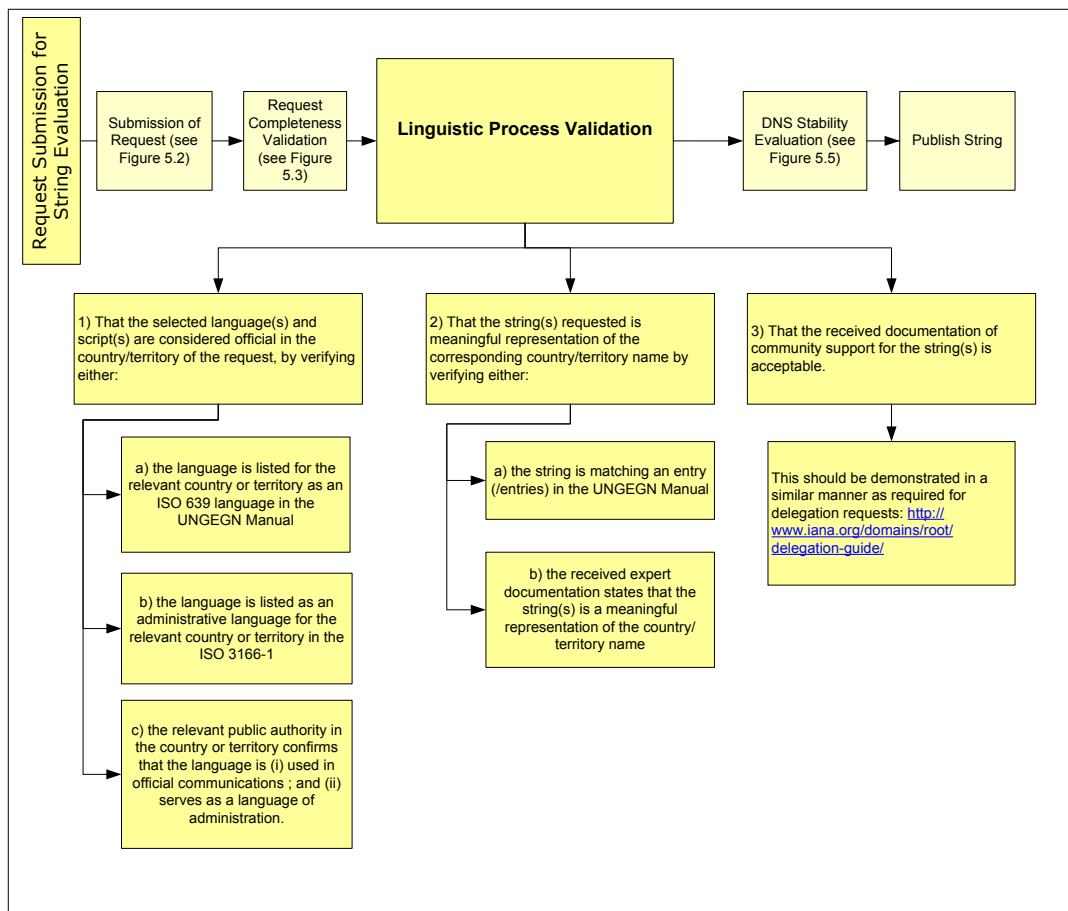 Request Submission for
String Evaluation
Submission of
Request (see
Figure 5.2)
Request
Completeness
Validation
(see Figure
5.3)
Linguistic Process Validation
DNS Stability
Evaluation (see
Figure 5.5)
Publish String
1) That the selected language(s) and
script(s) are considered official in the
country/territory of the request, by verifying
either:
a) the language is listed for the
relevant country or territory as an
ISO 639 language in the
UNGEGN Manual
b) the language is listed as an
administrative language for the
relevant country or territory in the
ISO 3166-1
c) the relevant public authority in
the country or territory confirms
that the language is (i) used in
official communications ; and (ii)
serves as a language of
administration.
2) That the string(s) requested is
meaningful representation of the
corresponding country/territory name by
verifying either:
a) the string is matching an entry
(/entries) in the UNGEGN Manual
b) the received expert
documentation states that the
string(s) is a meaningful
representation of the country/
territory name
3) That the received documentation of
community support for the string(s) is
acceptable.
This should be demonstrated in a
similar manner as required for
delegation requests: http://
www.iana.org/domains/root/
delegation-guide/